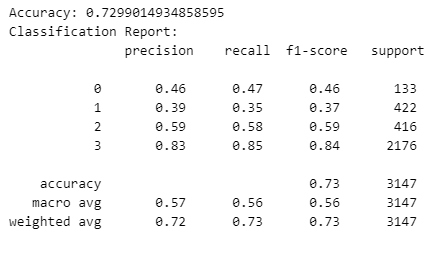 Accuracy: 0.7299014934858595
Classification Report:
precision recall f1-score support
0 0.46 0.47 0.46 133
1 0.39 0.35 0.37 422
2 0.59 0.58 0.59 416
3 0.83 0.85 0.84 2176
accuracy 0.73 3147
macro avg 0.57 0.56 0.56 3147
weighted avg 0.72 0.73 0.73 3147